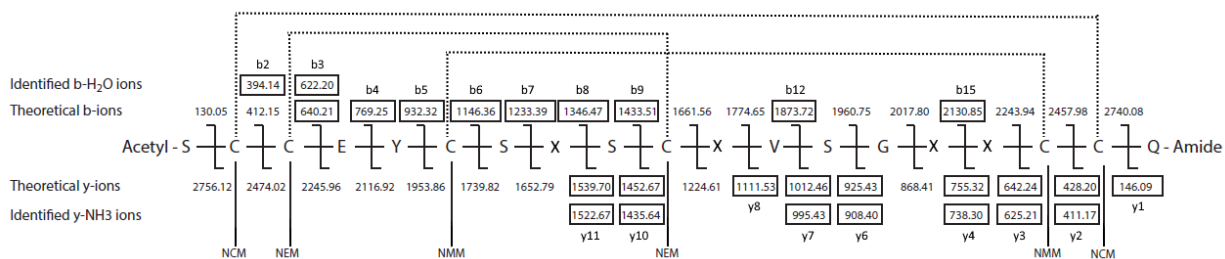 b2 b3
Identified b-H₂O ions 394.14 622.20 b4 b5 b6 b7 b8 b9 b12 b15
Theoretical b-ions 130.05 412.15 640.21 769.25 932.32 1146.36 1233.39 1346.47 1433.51 1661.56 1774.65 1873.72 1960.75 2017.80 2130.85 2243.94 2457.98 2740.08
Acetyl - S C C E Y C S X S C X V S G X X C C C Q - Amide
Theoretical y-ions 2756.12 2474.02 2245.96 2116.92 1953.86 1739.82 1652.79 1539.70 1452.67 1224.61 1111.53 1012.46 925.43 868.41 755.32 642.24 428.20 146.09
Identified y-NH3 ions 1522.67 1435.64 y8 995.43 908.40 738.30 625.21 411.17 y1
y11 y10 y7 y6 y4 y3 y2
NCM NEM NMM NEM NMM NCM